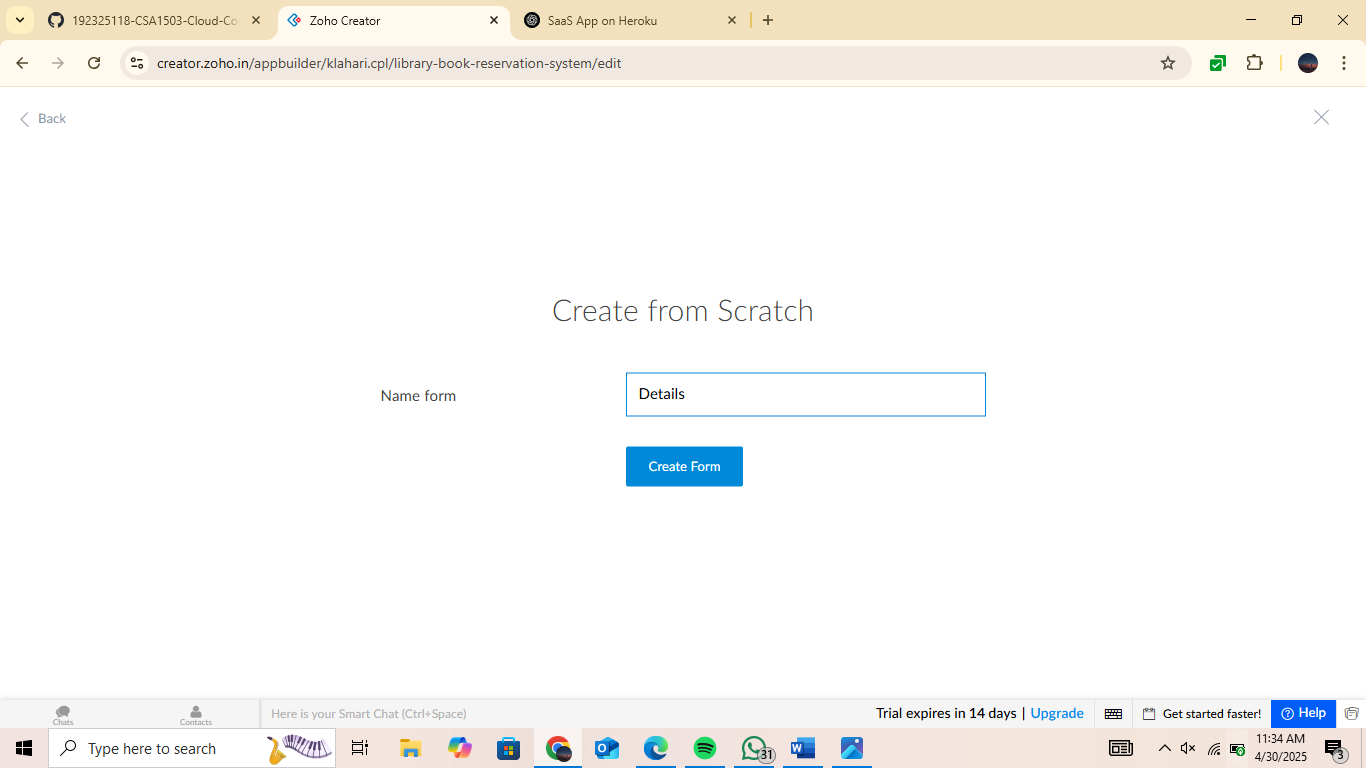 192325118-CSA1503-Cloud-Co
Zoho Creator
SaaS App on Heroku
creator.zoho.in/appbuilder/klahari.cpl/library-book-reservation-system/edit
Back
Create from Scratch
Name form
Details
Create Form
Chats
Contacts
Here is your Smart Chat (Ctrl+Space)
Trial expires in 14 days | Upgrade
Get started faster!
Help
Type here to search
31
11:34 AM
4/30/2025
3